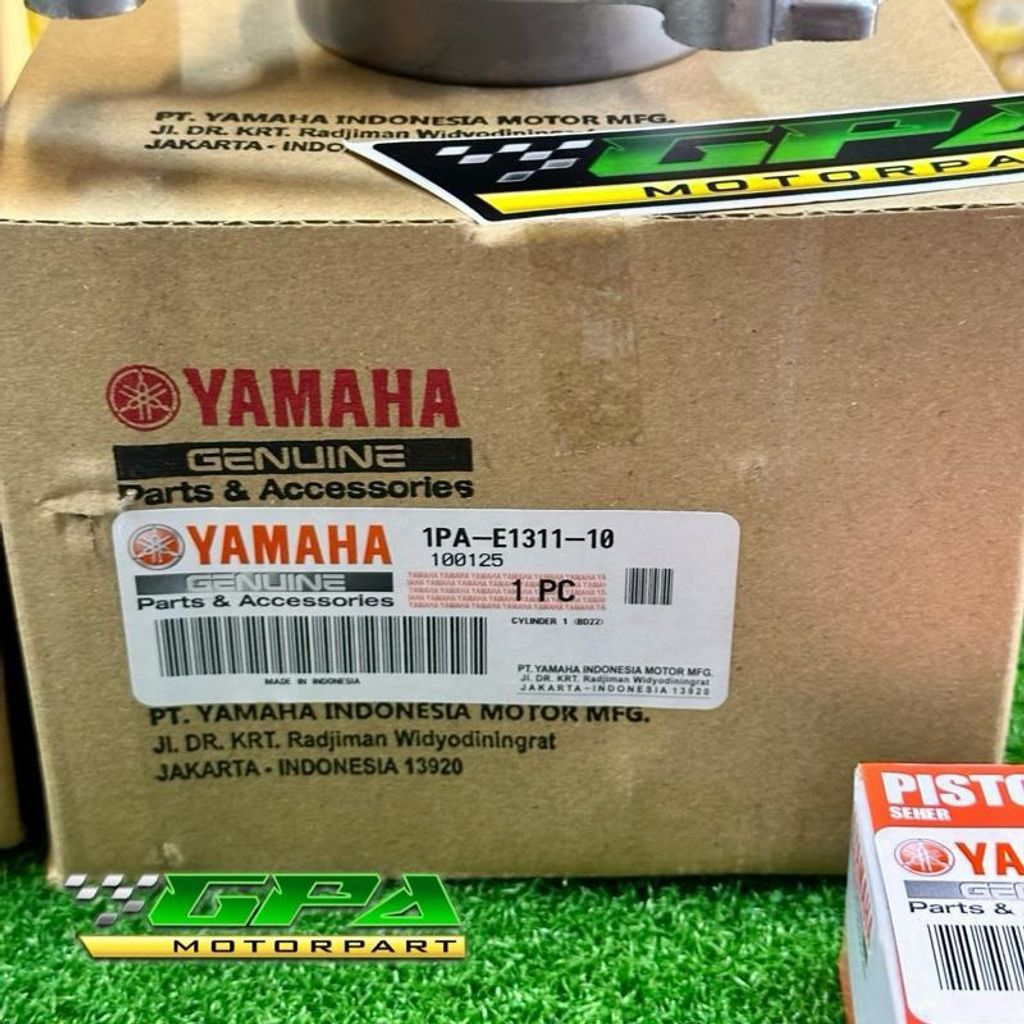 PT. YAMAHA INDONESIA MOTOR MFG.
Jl. DR. KRT. Radjiman
JAKARTA -
GPA
MOTORPA
YAMAHA
GENUINE
Parts & Accessories
YAMAHA
GENUINE
Parts & Accessories
1PA-E1311-10
100125
1 PC
CYLINDER 1 (BD22)
MADE IN INDONESIA
PT. YAMAHA INDONESIA MOTOR MFG.
Jl. DR. KRT. Radjiman Widyodiningrat
JAKARTA - INDONESIA 13920
PT. YAMAHA INDONESIA MOTOR MFG.
Jl. DR. KRT. Radjiman Widyodiningrat
JAKARTA - INDONESIA 13920
PISTO
SEHER
YA
GE
Parts &
GPA
MOTORPART